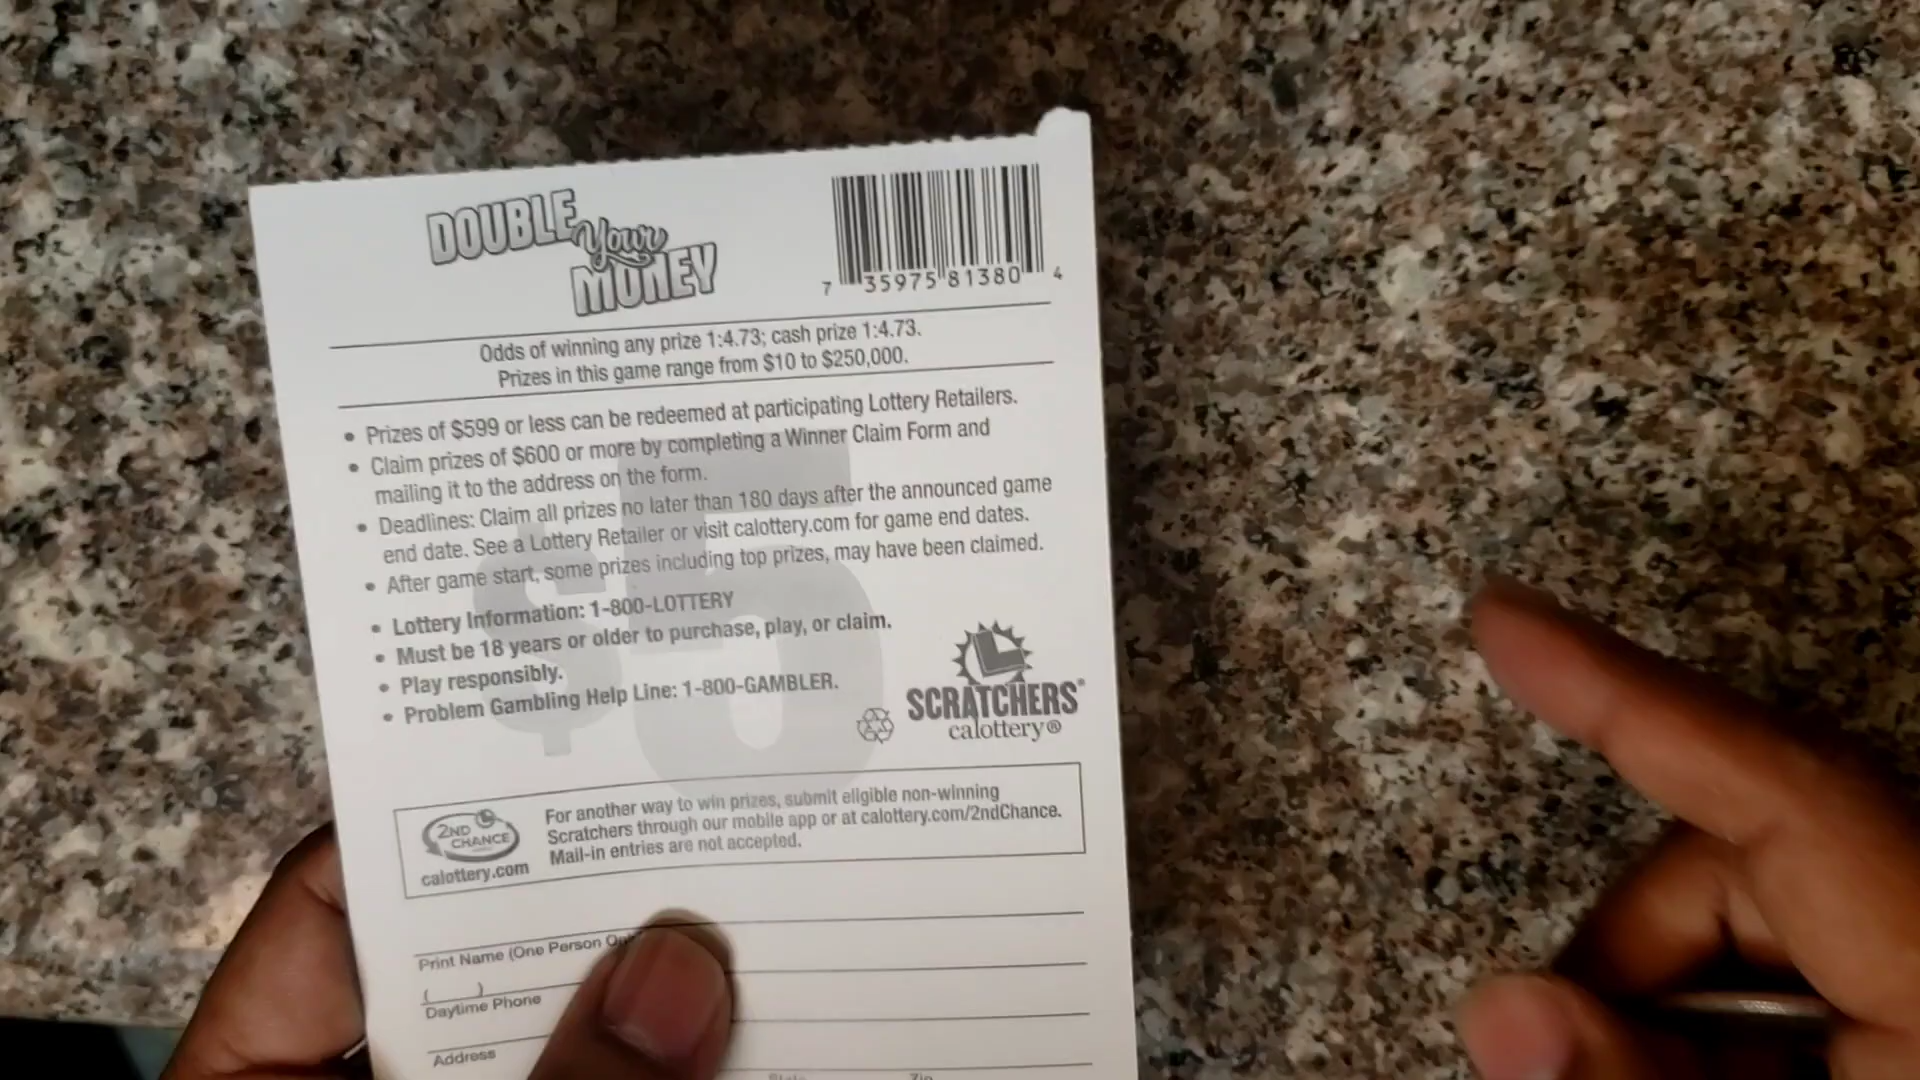 DOUBLE
Your
MONEY
7 35975 81380 4
Odds of winning any prize 1:4.73; cash prize 1:4.73.
Prizes in this game range from $10 to $250,000.
• Prizes of $599 or less can be redeemed at participating Lottery Retailers.
• Claim prizes of $600 or more by completing a Winner Claim Form and
mailing it to the address on the form.
• Deadlines: Claim all prizes no later than 180 days after the announced game
end date. See a Lottery Retailer or visit calottery.com for game end dates.
• After game start, some prizes including top prizes, may have been claimed.
• Lottery Information: 1-800-LOTTERY
• Must be 18 years or older to purchase, play, or claim.
• Play responsibly.
• Problem Gambling Help Line: 1-800-GAMBLER.
$5
SCRATCHERS®
calottery®
2ND
CHANCE
calottery.com
For another way to win prizes, submit eligible non-winning
Scratchers through our mobile app or at calottery.com/2ndChance.
Mail-in entries are not accepted.
Print Name (One Person
( )
Daytime Phone
Address
State Zip